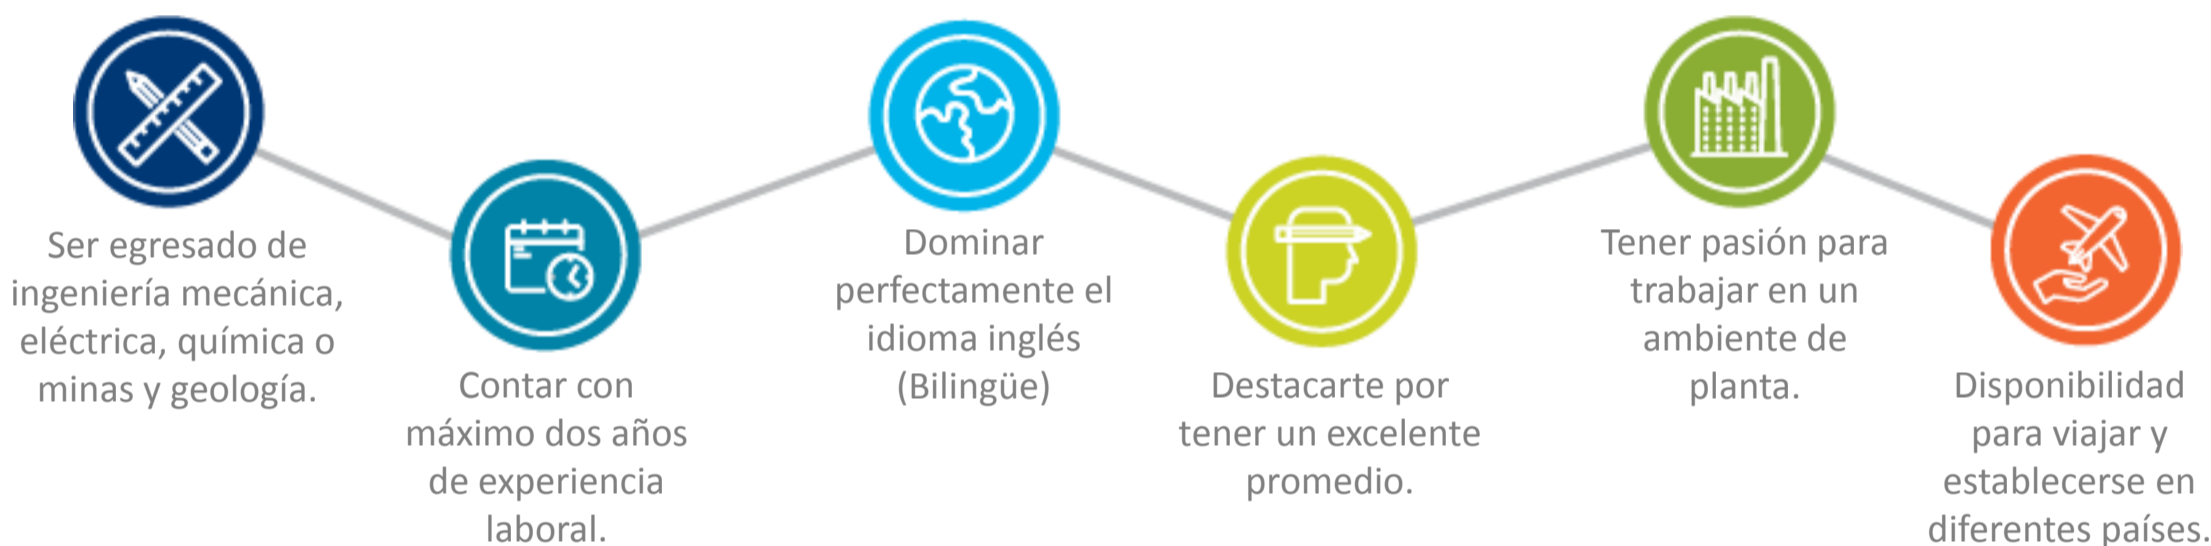 Ser egresado de
ingeniería mecánica,
eléctrica, química o
minas y geología.
Contar con
máximo dos años
de experiencia
laboral.
Dominar
perfectamente el
idioma inglés
(Bilingüe)
Destacarte por
tener un excelente
promedio.
Tener pasión para
trabajar en un
ambiente de
planta.
Disponibilidad
para viajar y
establecerse en
diferentes países.